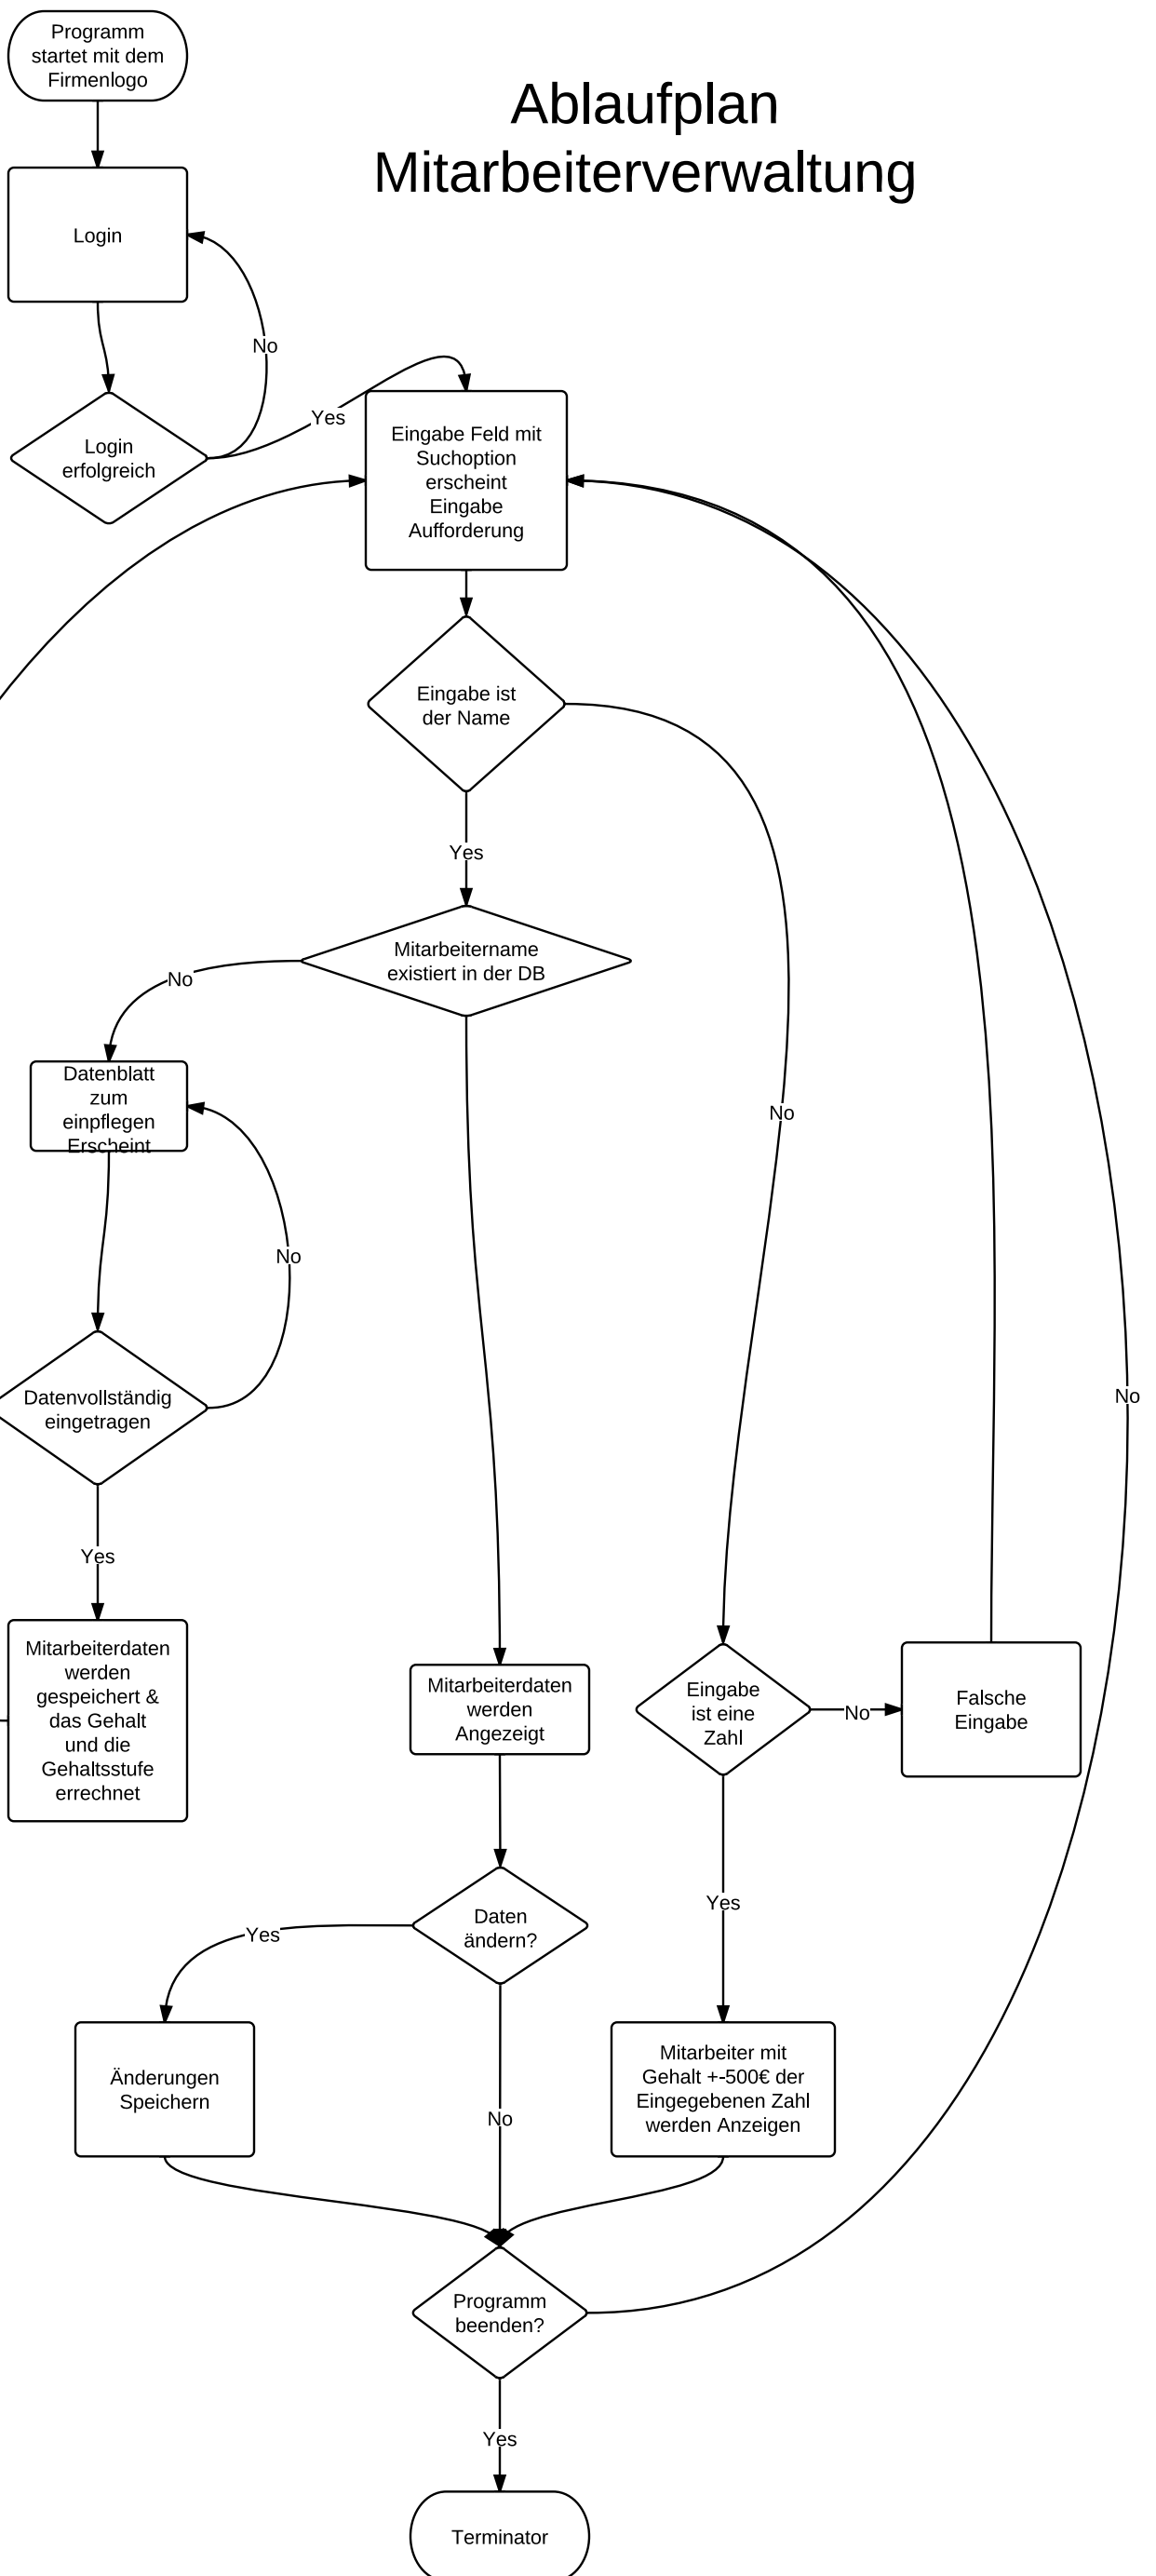 Programm
startet mit dem
Firmenlogo
Ablaufplan
Mitarbeiterverwaltung
Login
No
Login
erfolgreich
Yes
Eingabe Feld mit
Suchoption
erscheint
Eingabe
Aufforderung
Eingabe ist
der Name
Yes
Mitarbeitername
existiert in der DB
No
Datenblatt
zum
einpflegen
Erscheint
No
No
Datenvollständig
eingetragen
No
Yes
Mitarbeiterdaten
werden
gespeichert &
das Gehalt
und die
Gehaltsstufe
errechnet
Mitarbeiterdaten
werden
Angezeigt
Eingabe
ist eine
Zahl
No
Falsche
Eingabe
Yes
Daten
ändern?
Yes
Änderungen
Speichern
No
Mitarbeiter mit
Gehalt +-500€ der
Eingegebenen Zahl
werden Anzeigen
Programm
beenden?
Yes
Terminator